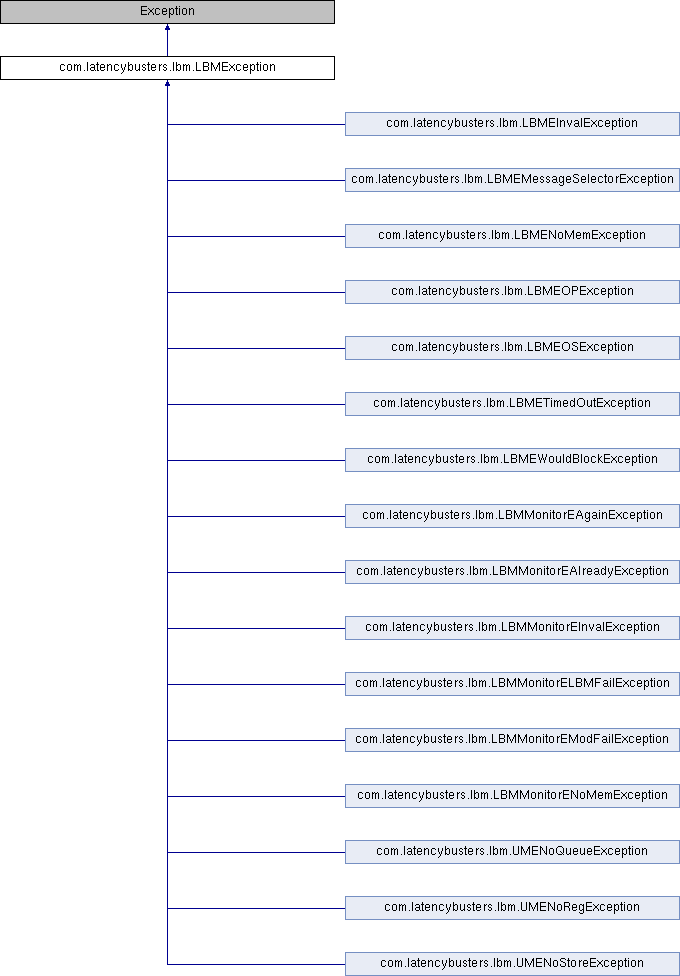 Exception
com.latencybusters.lbm.LBMException
com.latencybusters.lbm.LBMEInvalException
com.latencybusters.lbm.LBMEMessageSelectorException
com.latencybusters.lbm.LBMENoMemException
com.latencybusters.lbm.LBMEOPException
com.latencybusters.lbm.LBMEOSException
com.latencybusters.lbm.LBMETimedOutException
com.latencybusters.lbm.LBMEWouldBlockException
com.latencybusters.lbm.LBMMonitorEAgainException
com.latencybusters.lbm.LBMMonitorEAlreadyException
com.latencybusters.lbm.LBMMonitorEInvalException
com.latencybusters.lbm.LBMMonitorELBMFailException
com.latencybusters.lbm.LBMMonitorEModFailException
com.latencybusters.lbm.LBMMonitorENoMemException
com.latencybusters.lbm.UMENoQueueException
com.latencybusters.lbm.UMENoRegException
com.latencybusters.lbm.UMENoStoreException